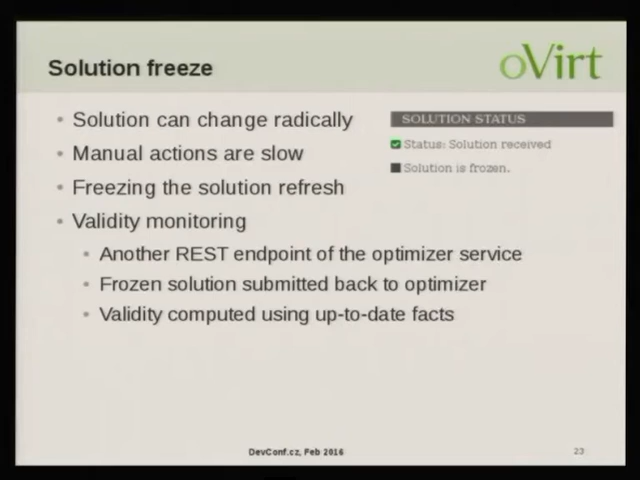 Solution freeze
oVirt
Solution can change radically
Manual actions are slow
Freezing the solution refresh
Validity monitoring
Another REST endpoint of the optimizer service
Frozen solution submitted back to optimizer
Validity computed using up-to-date facts
SOLUTION STATUS
Status: Solution received
Solution is frozen.
DevConf.cz, Feb 2016
23